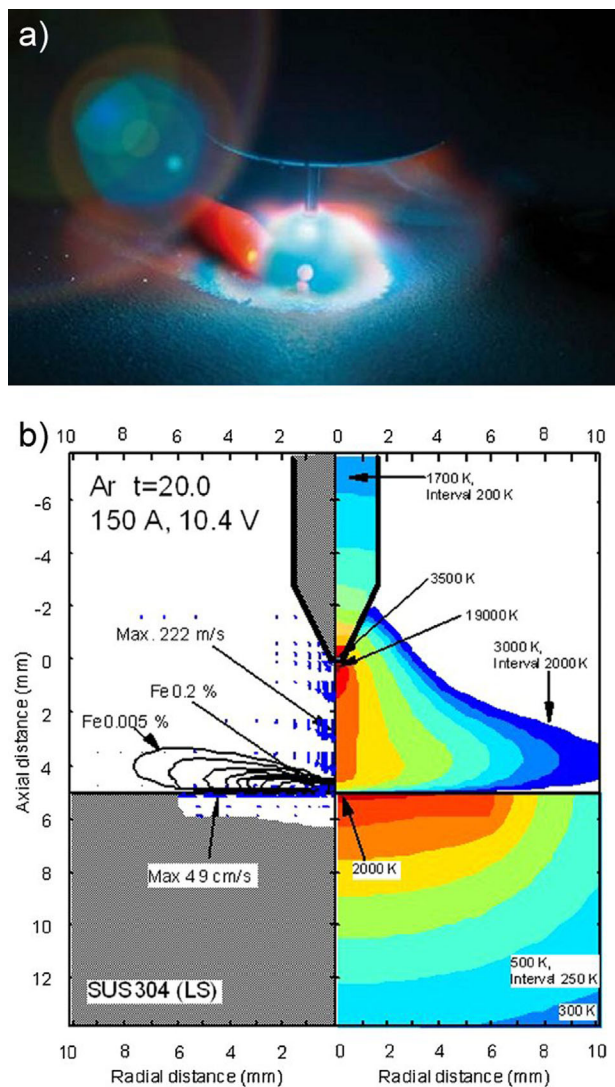 a)
b)
10 8 6 4 2 0 0 2 4 6 8 10
Ar t=20.0
150 A, 10.4 V
1700 K,
Interval 200 K
3500 K
19000K
3000 K,
Interval 2000 K
Max. 222 m/s
Fe 0.2 %
Fe 0.005 %
-6
-4
-2
0
2
4
6
8
10
12
Axial distance (mm)
Max 49 cm/s
2000 K
500 K,
Interval 250 K
300 K
SUS304 (LS)
10 8 6 4 2 0 2 4 6 8 10
Radial distance (mm) Radial distance (mm)